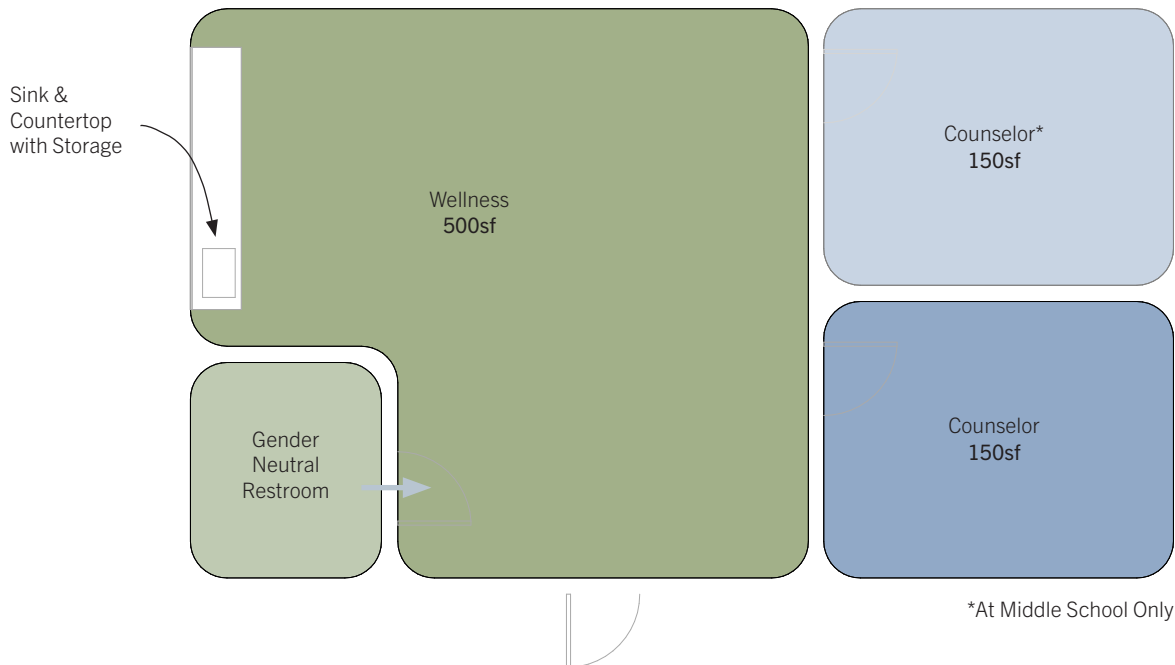 Sink &
Countertop
with Storage
Wellness
500sf
Counselor*
150sf
Gender
Neutral
Restroom
Counselor
150sf
*At Middle School Only